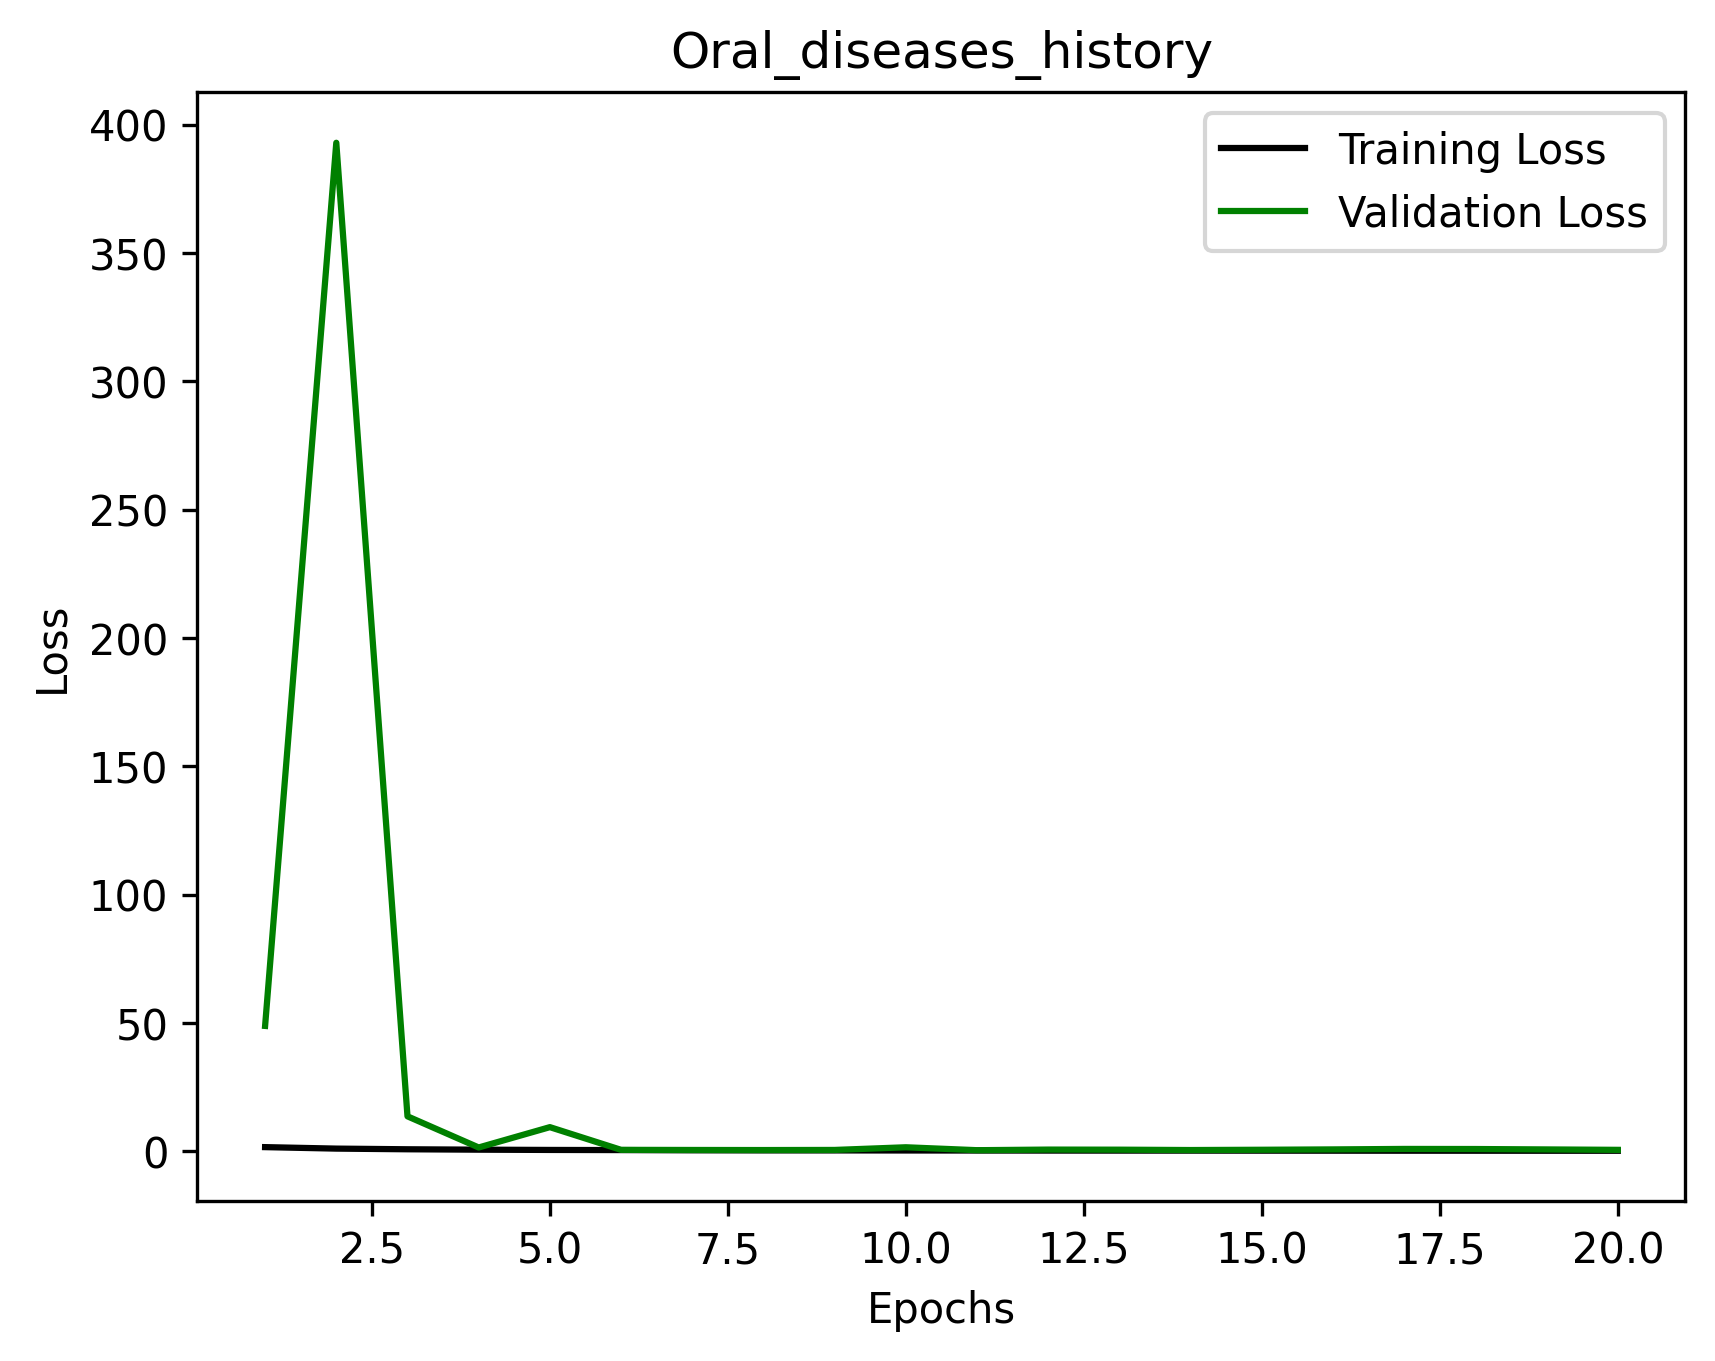 Oral_diseases_history
400
350
300
250
200
150
100
50
0
Loss
Training Loss
Validation Loss
2.5 5.0 7.5 10.0 12.5 15.0 17.5 20.0
Epochs